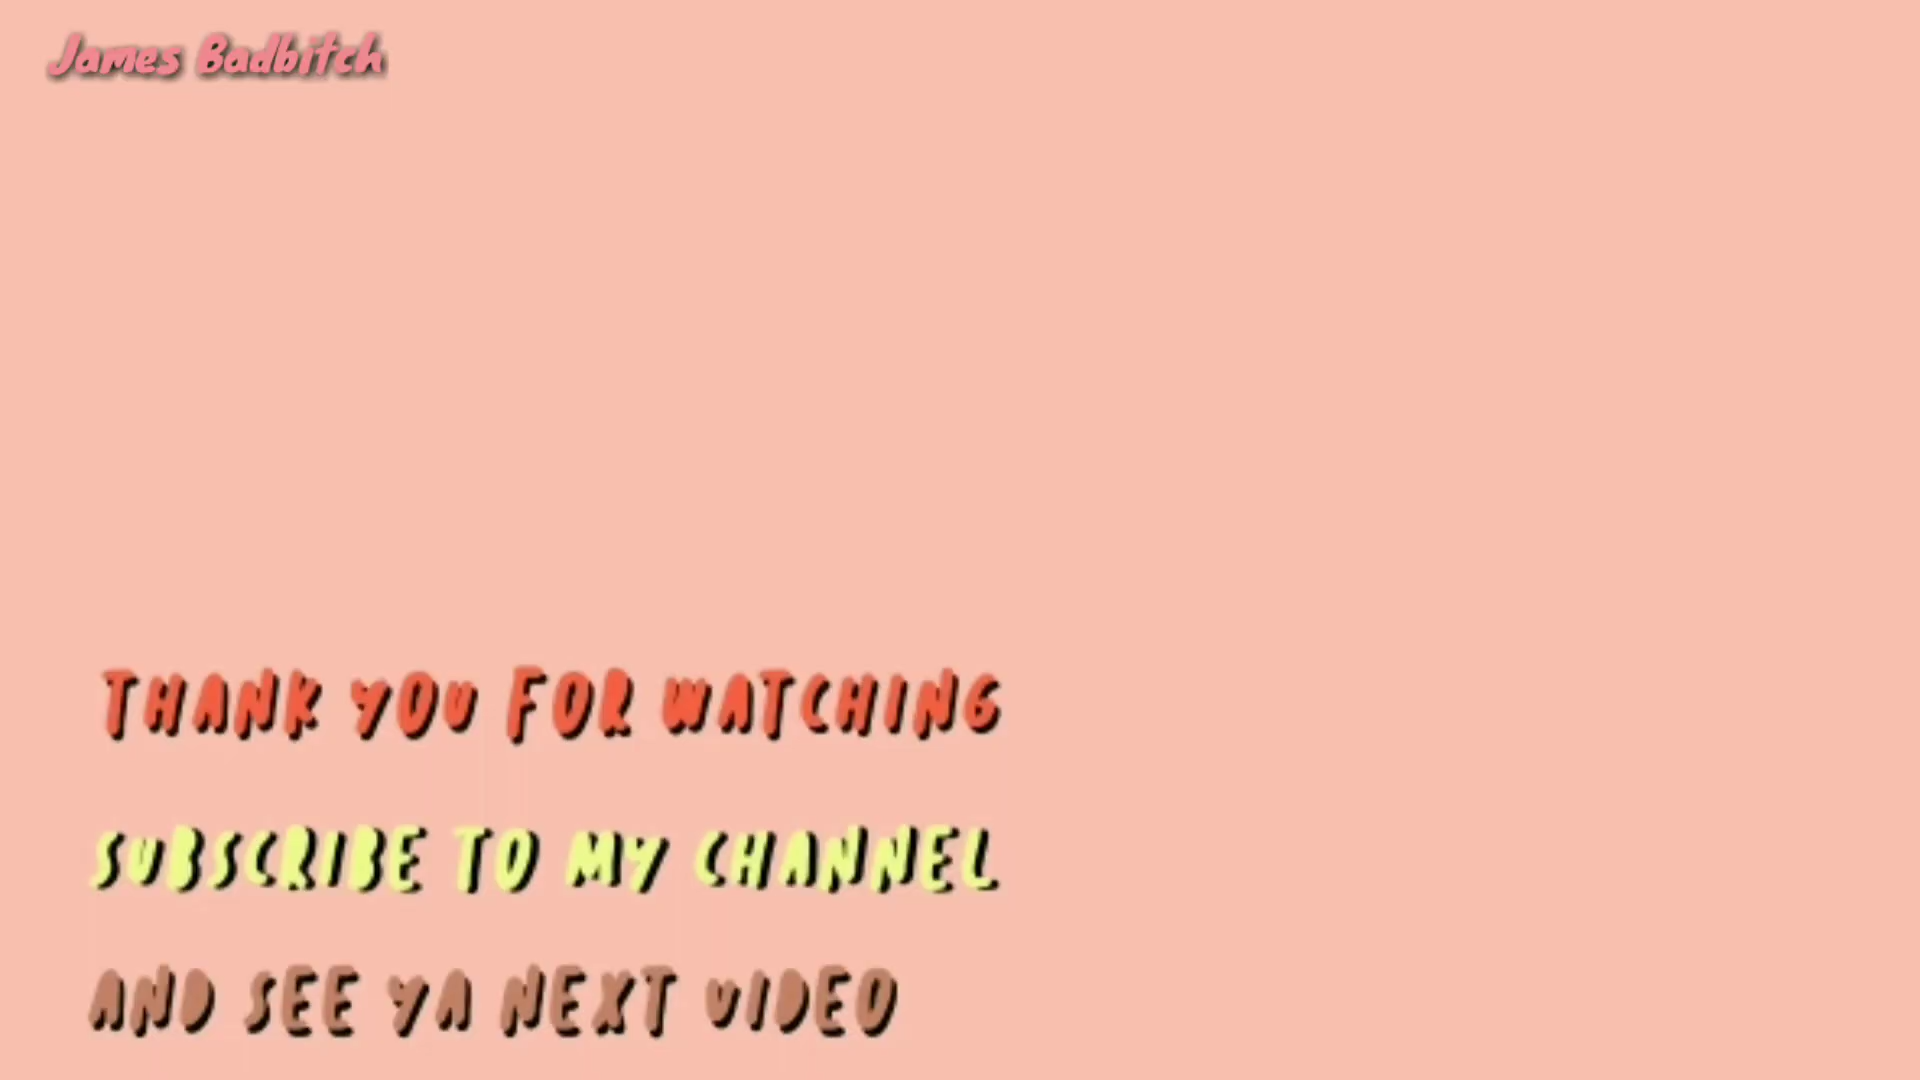 James Badbitch
THANK YOU FOR WATCHING
SUBSCRIBE TO MY CHANNEL
AND SEE YA NEXT VIDEO